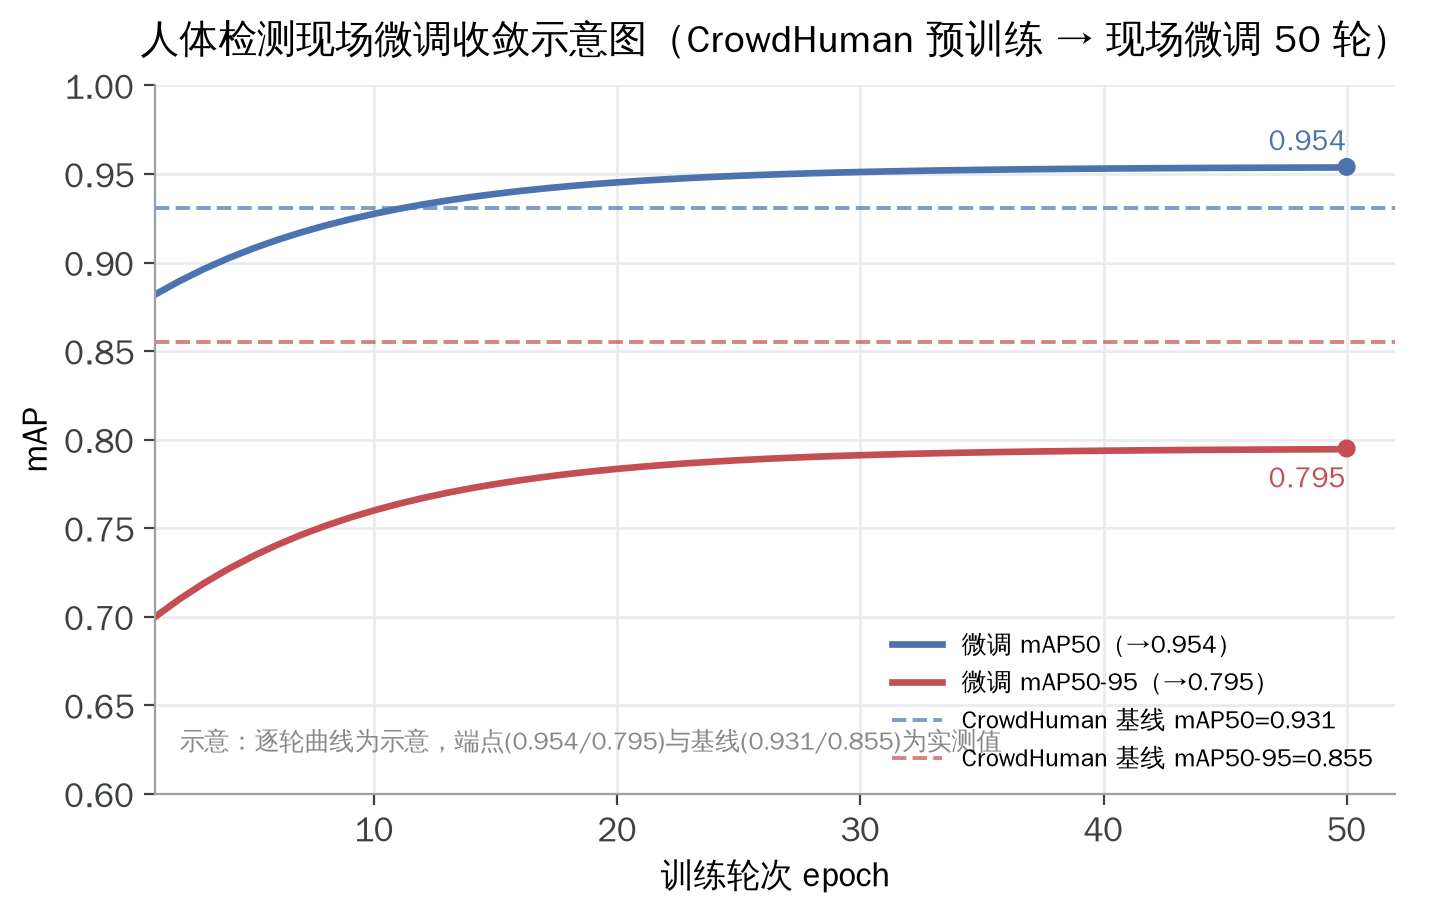 人体检测现场微调收敛示意图（CrowdHuman 预训练 → 现场微调 50 轮）
1.00
0.95
0.90
0.85
0.80
0.75
0.70
0.65
0.60
mAP
0.954
0.795
微调 mAP50（→0.954）
微调 mAP50-95（→0.795）
CrowdHuman 基线 mAP50=0.931
CrowdHuman 基线 mAP50-95=0.855
示意：逐轮曲线为示意，端点(0.954/0.795)与基线(0.931/0.855)为实测值
10 20 30 40 50
训练轮次 epoch